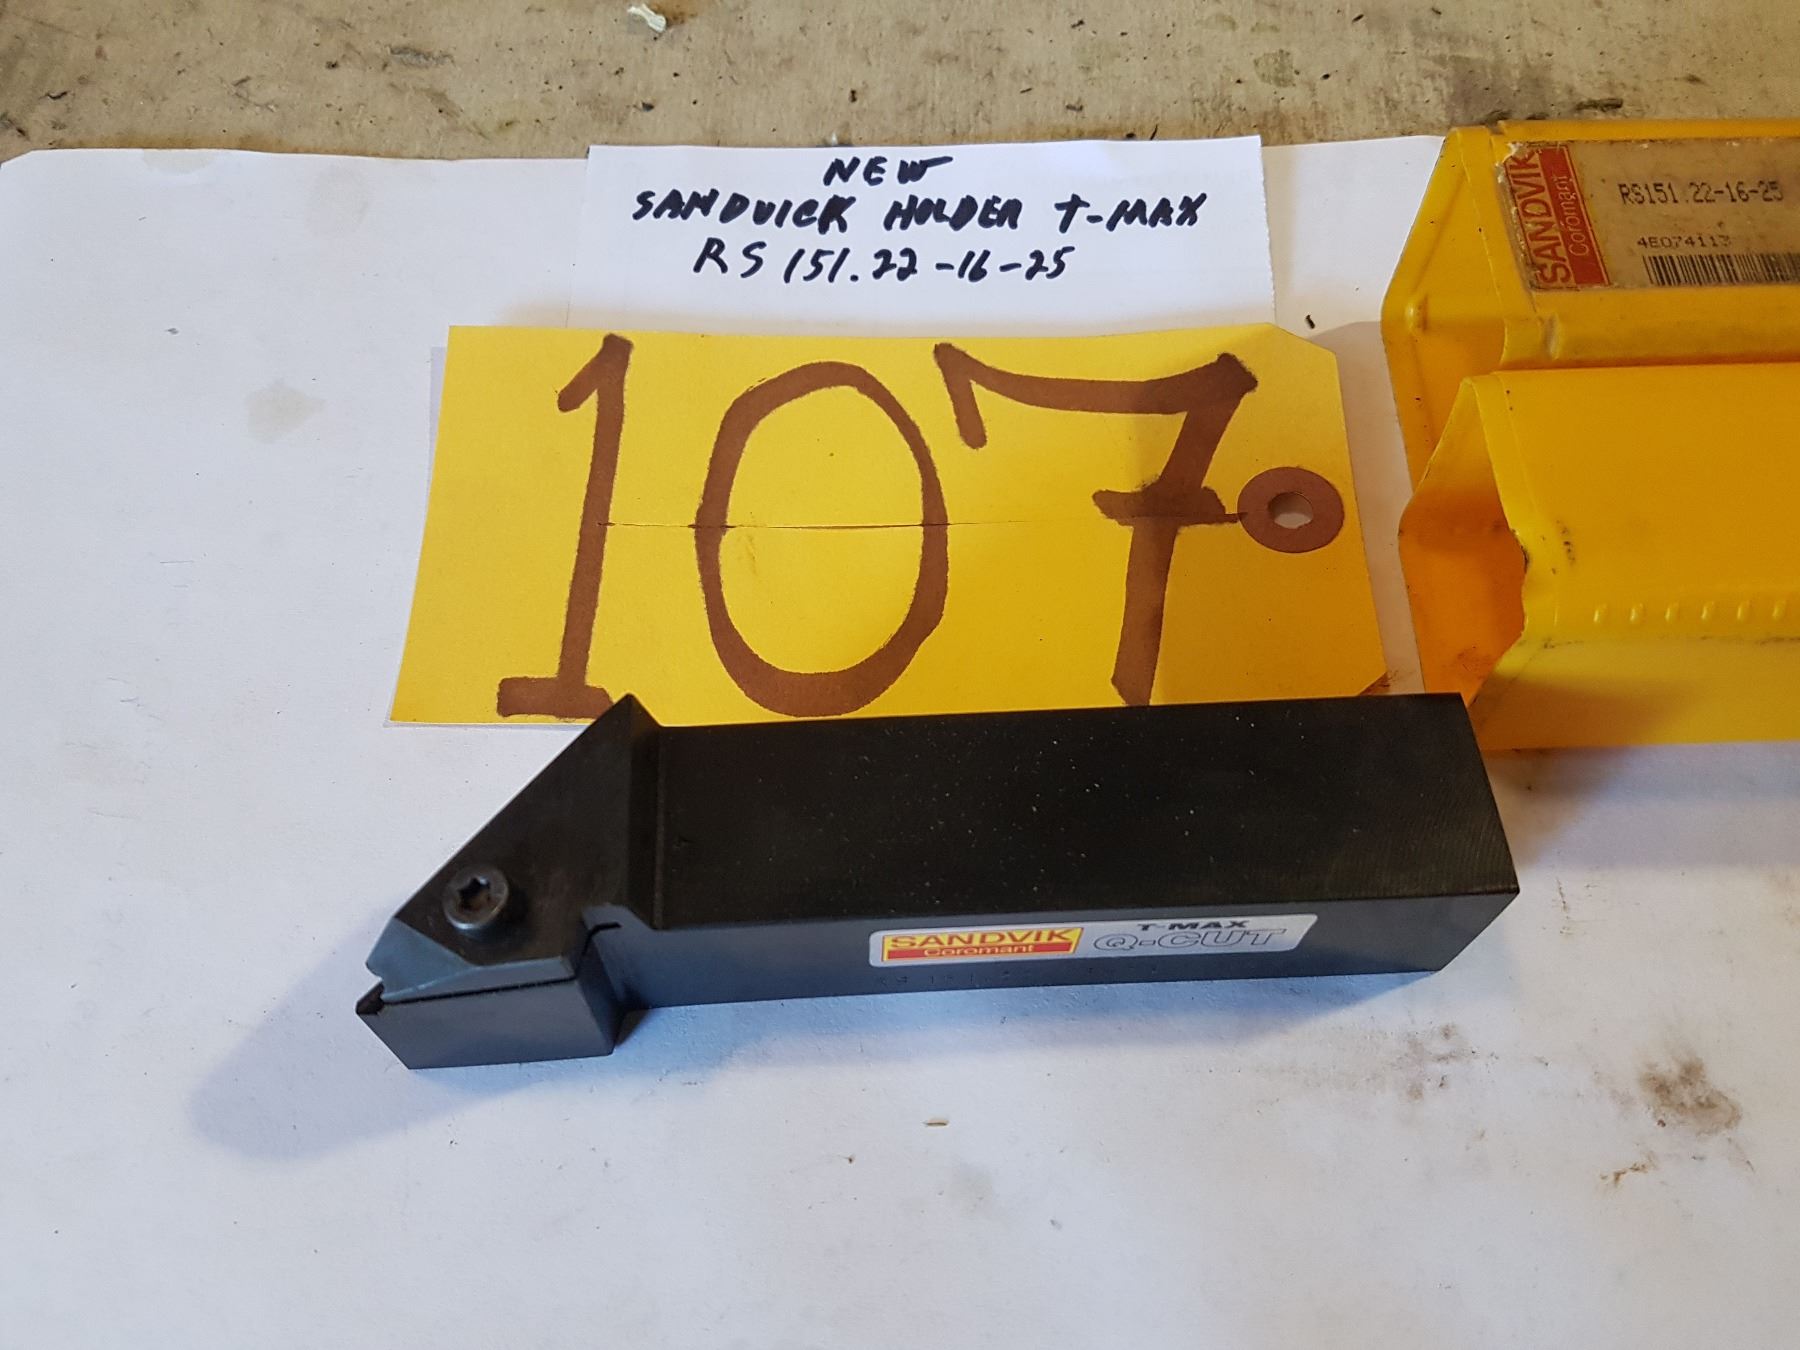 NEW
SANDVICK HOLDER T-MAX
RS 151.22-16-25
SANDVIK
Coromant
RS151.22-16-25
4E074113
107
SANDVIK
Coromant
T-MAX
Q-CUT